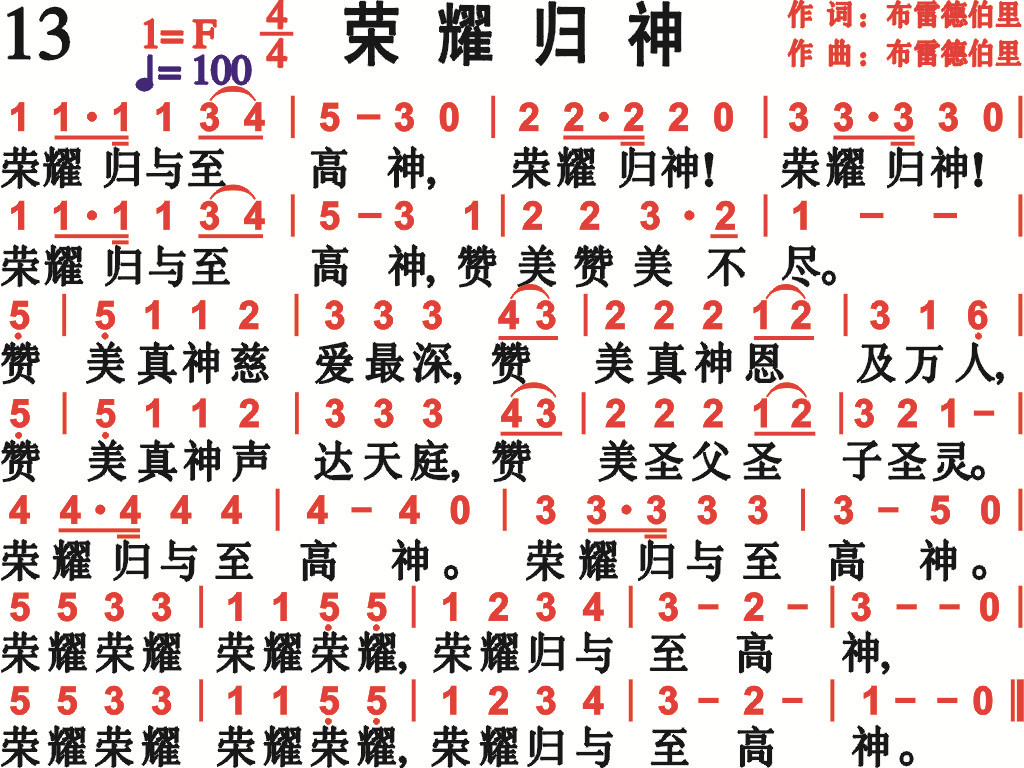 13 1=F 4/4 荣耀归神 作词：布雷德伯里
♩=100 作曲：布雷德伯里
1 1·1 1 3 4 | 5 – 3 0 | 2 2·2 2 0 | 3 3·3 3 0 |
荣耀 归与至 高 神, 荣耀 归神! 荣耀 归神!
1 1·1 1 3 4 | 5 – 3 1 | 2 2 3·2 | 1 – – |
荣耀 归与至 高 神, 赞 美 赞 美 不 尽。
5 | 5 1 1 2 | 3 3 3 4 3 | 2 2 2 1 2 | 3 1 6 |
赞 美真神慈 爱最深, 赞 美真神恩 及万人,
5 | 5 1 1 2 | 3 3 3 4 3 | 2 2 2 1 2 | 3 2 1 – |
赞 美真神声 达天庭, 赞 美圣父圣 子圣灵。
4 4·4 4 4 | 4 – 4 0 | 3 3·3 3 3 | 3 – 5 0 |
荣耀 归与至 高 神。 荣耀归与至 高 神。
5 5 3 3 | 1 1 5 5 | 1 2 3 4 | 3 – 2 – | 3 – – 0 |
荣耀荣耀 荣耀荣耀, 荣耀归与 至 高 神,
5 5 3 3 | 1 1 5 5 | 1 2 3 4 | 3 – 2 – | 1 – – 0 ‖
荣耀荣耀 荣耀荣耀, 荣耀归与 至 高 神。